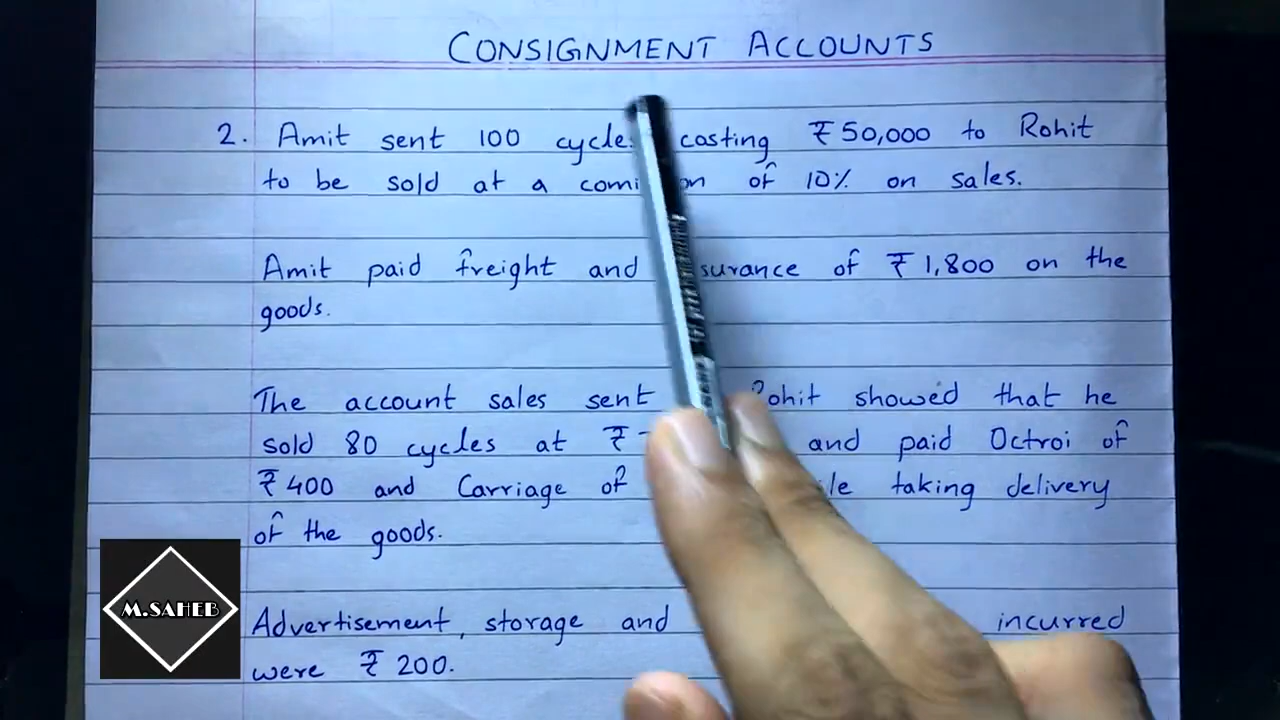 CONSIGNMENT ACCOUNTS
2. Amit sent 100 cycles costing ₹50,000 to Rohit
to be sold at a of 10% on sales.
Amit paid freight and of ₹1,800 on the
goods.
The account sales sent Rohit showed that he
sold 80 cycles at ₹ and paid Octroi of
₹400 and Carriage of taking delivery
of the goods.
Advertisement, storage and incurred
were ₹200.
M.SAHEB